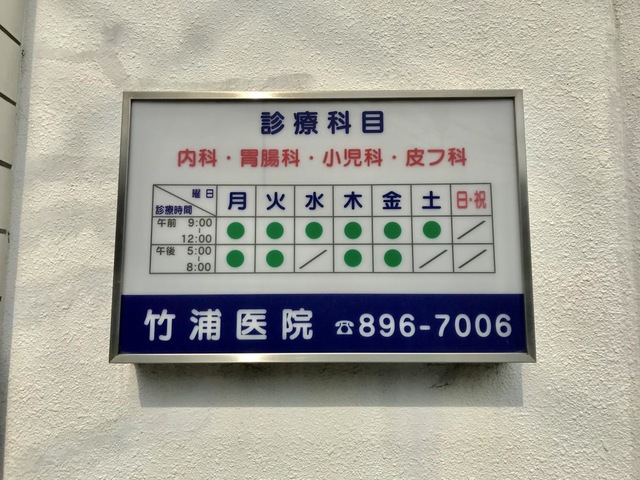 診療科目
内科・胃腸科・小児科・皮フ科
曜日 月 火 水 木 金 土 日・祝
診療時間
午前 9:00
~
12:00 ● ● ● ● ● ● ／
午後 5:00
~
8:00 ● ● ／ ● ● ／ ／
竹浦医院 ☎896-7006